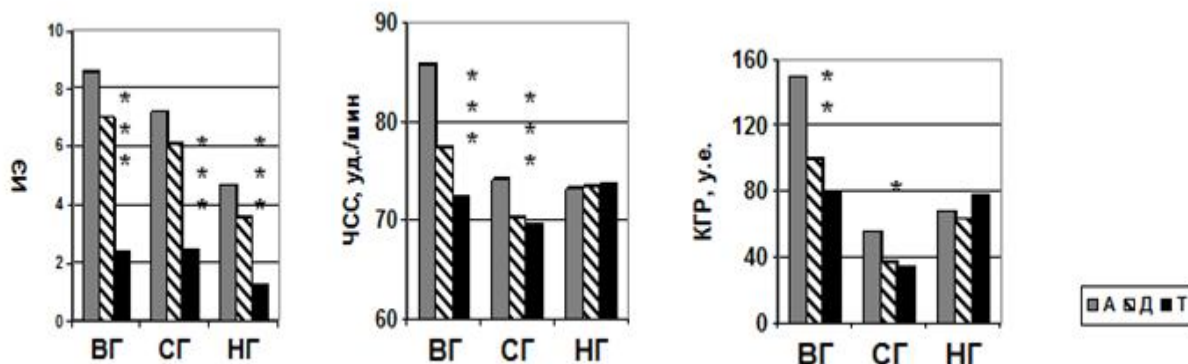 10
8
6
4
2
0
ИЭ
* * *
* * *
* * *
ВГ СГ НГ
90
80
70
60
ЧСС, уд./мин
* * *
* * *
ВГ СГ НГ
160
120
80
40
0
КГР, у.е.
* *
*
ВГ СГ НГ
А Д Т